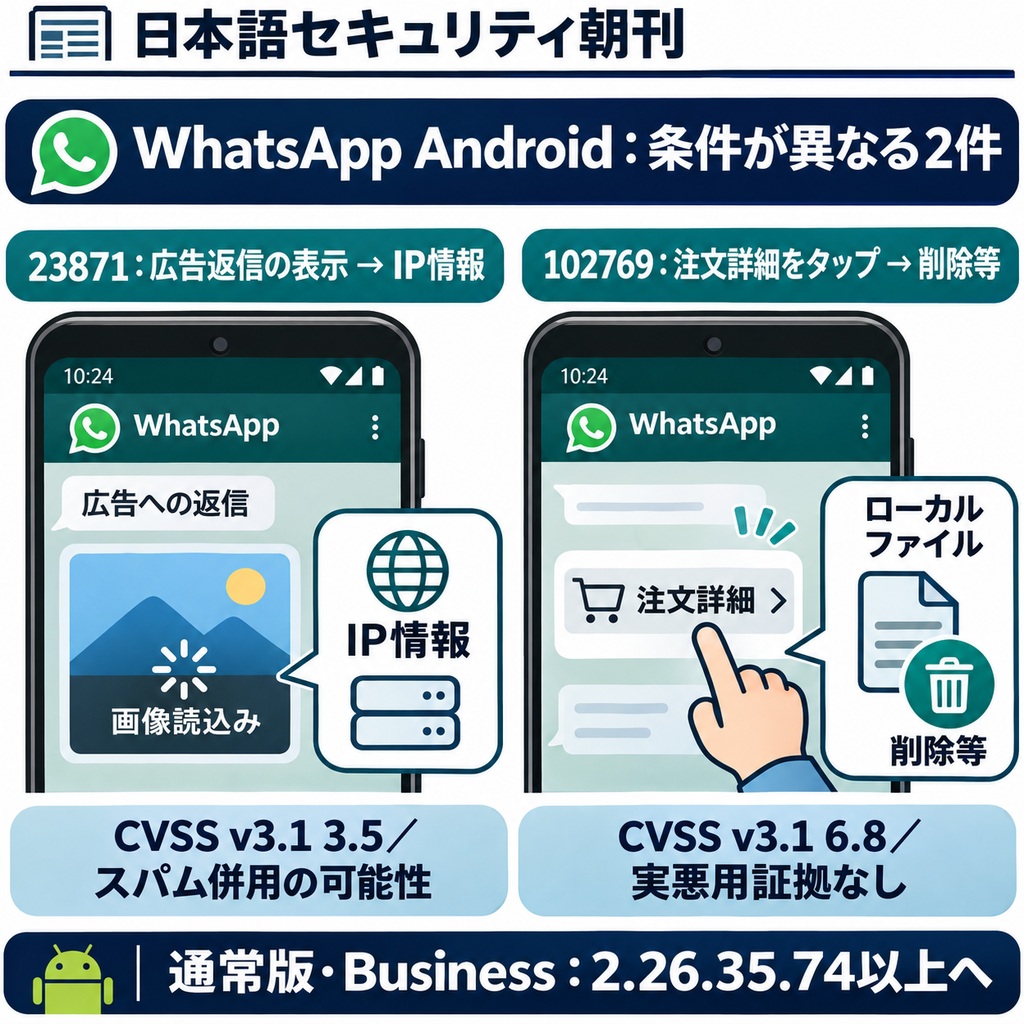 日本語セキュリティ朝刊
WhatsApp Android：条件が異なる2件
23871：広告返信の表示 → IP情報
102769：注文詳細をタップ → 削除等
10:24
WhatsApp
広告への返信
画像読込み
IP情報
10:24
WhatsApp
注文詳細
ローカル
ファイル
削除等
CVSS v3.1 3.5／
スパム併用の可能性
CVSS v3.1 6.8／
実悪用証拠なし
通常版・Business：2.26.35.74以上へ